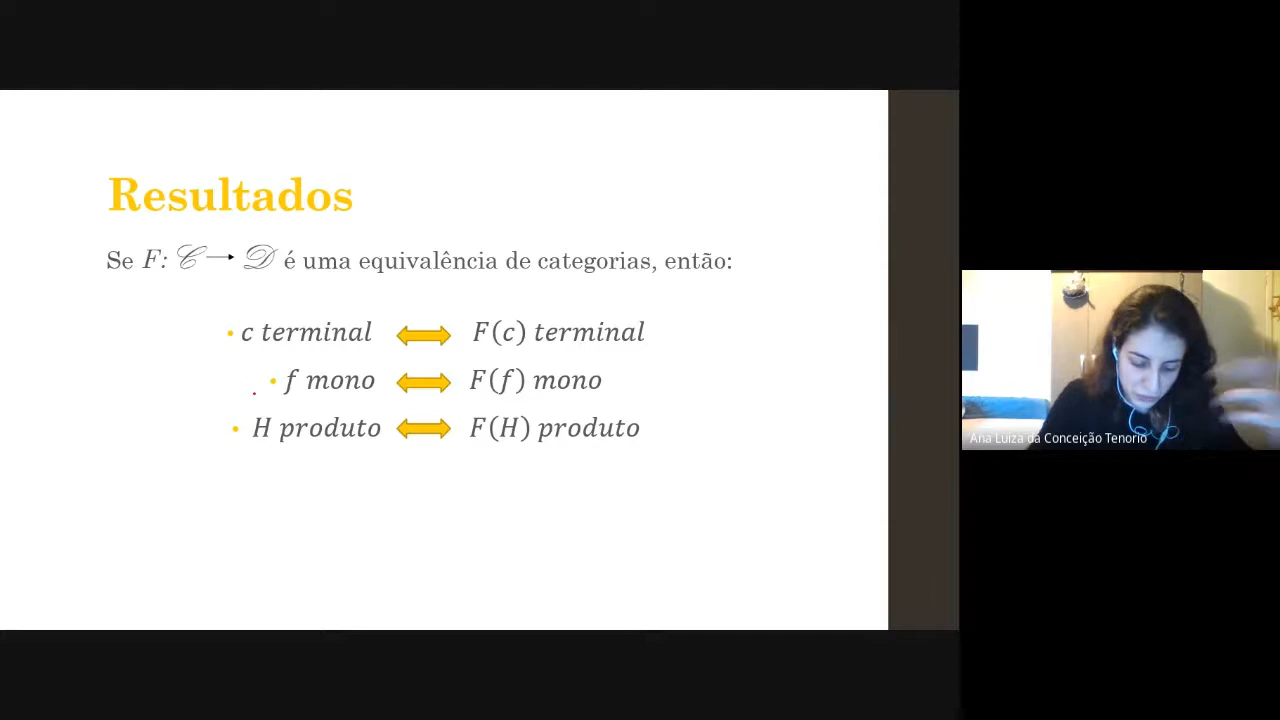 Resultados
Se F: 𝒞 → 𝒟 é uma equivalência de categorias, então:
• c terminal ⟺ F(c) terminal
• f mono ⟺ F(f) mono
• H produto ⟺ F(H) produto
Ana Luiza da Conceição Tenorio